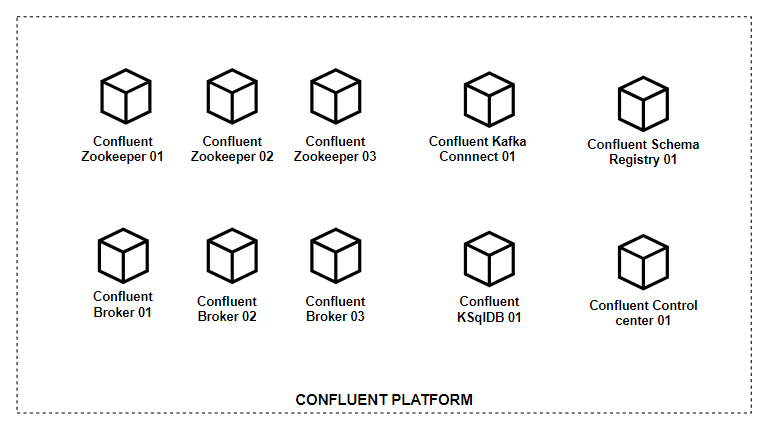 Confluent
Zookeeper 01
Confluent
Zookeeper 02
Confluent
Zookeeper 03
Confluent Kafka
Connnect 01
Confluent Schema
Registry 01
Confluent
Broker 01
Confluent
Broker 02
Confluent
Broker 03
Confluent
KSqlDB 01
Confluent Control
center 01
CONFLUENT PLATFORM